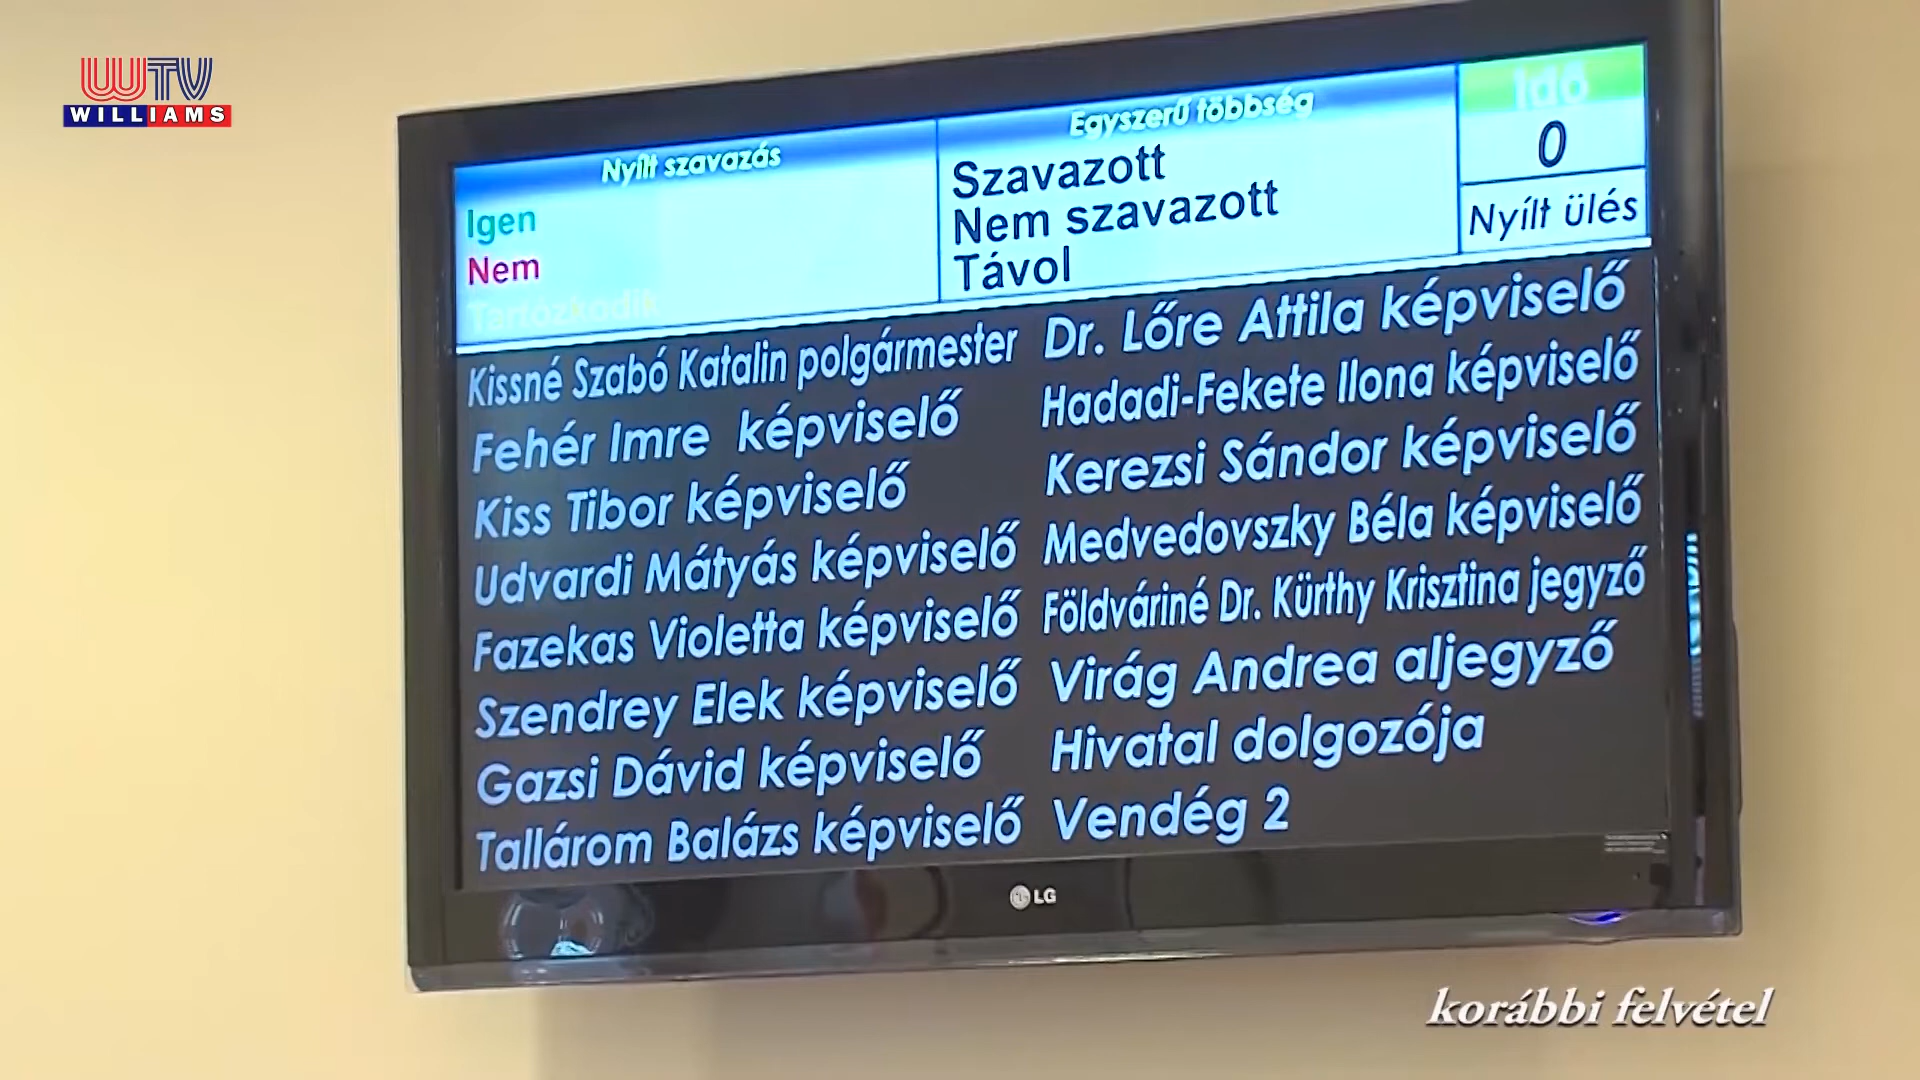 WTV
WILLIAMS
Nyílt szavazás
Igen
Nem
Tartózkodik
Egyszerű többség
Szavazott
Nem szavazott
Távol
Idő
0
Nyílt ülés
Kissné Szabó Katalin polgármester
Fehér Imre képviselő
Kiss Tibor képviselő
Udvardi Mátyás képviselő
Fazekas Violetta képviselő
Szendrey Elek képviselő
Gazsi Dávid képviselő
Tallárom Balázs képviselő
Dr. Lőre Attila képviselő
Hadadi-Fekete Ilona képviselő
Kerezsi Sándor képviselő
Medvedovszky Béla képviselő
Földváriné Dr. Kürthy Krisztina jegyző
Virág Andrea aljegyző
Hivatal dolgozója
Vendég 2
LG
korábbi felvétel